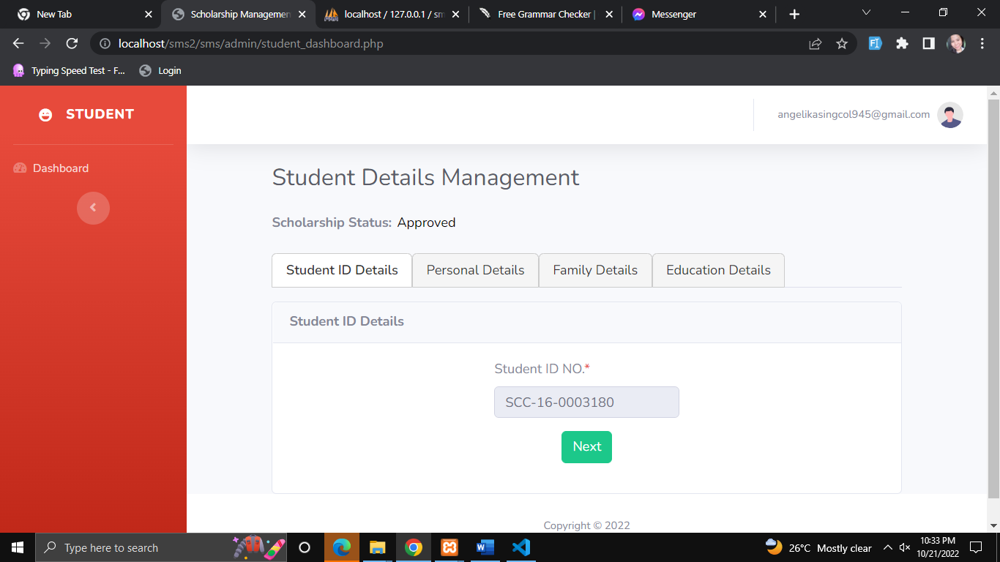 New Tab
Scholarship Managemen
localhost / 127.0.0.1 / sm
Free Grammar Checker |
Messenger
localhost/sms2/sms/admin/student_dashboard.php
Typing Speed Test - F...
Login
STUDENT
angelikasingcol945@gmail.com
Dashboard
Student Details Management
Scholarship Status: Approved
Student ID Details
Personal Details
Family Details
Education Details
Student ID Details
Student ID NO.*
SCC-16-0003180
Next
Copyright © 2022
Type here to search
26°C Mostly clear
10:33 PM
10/21/2022